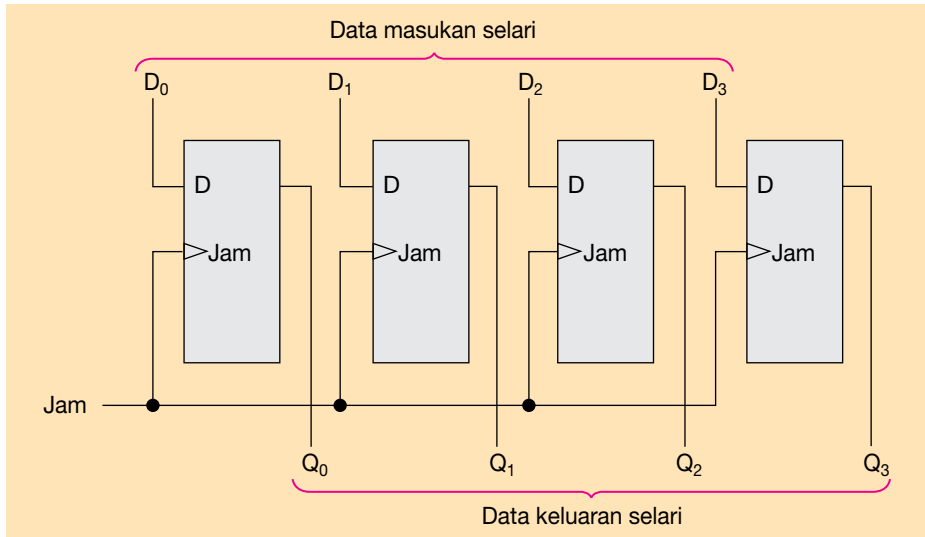 Data masukan selari
D₀ D₁ D₂ D₃
D D D D
Jam Jam Jam Jam
Jam
Q₀ Q₁ Q₂ Q₃
Data keluaran selari